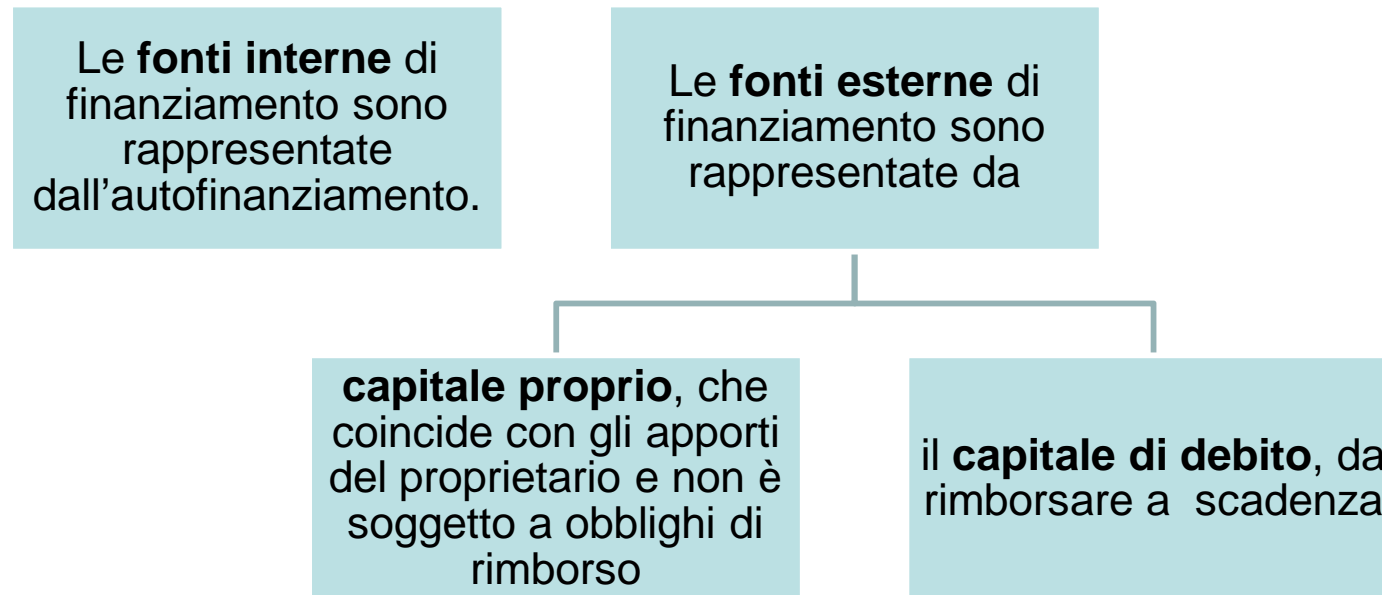 Le fonti interne di
finanziamento sono
rappresentate
dall’autofinanziamento.
Le fonti esterne di
finanziamento sono
rappresentate da
capitale proprio, che
coincide con gli apporti
del proprietario e non è
soggetto a obblighi di
rimborso
il capitale di debito, da
rimborsare a  scadenza